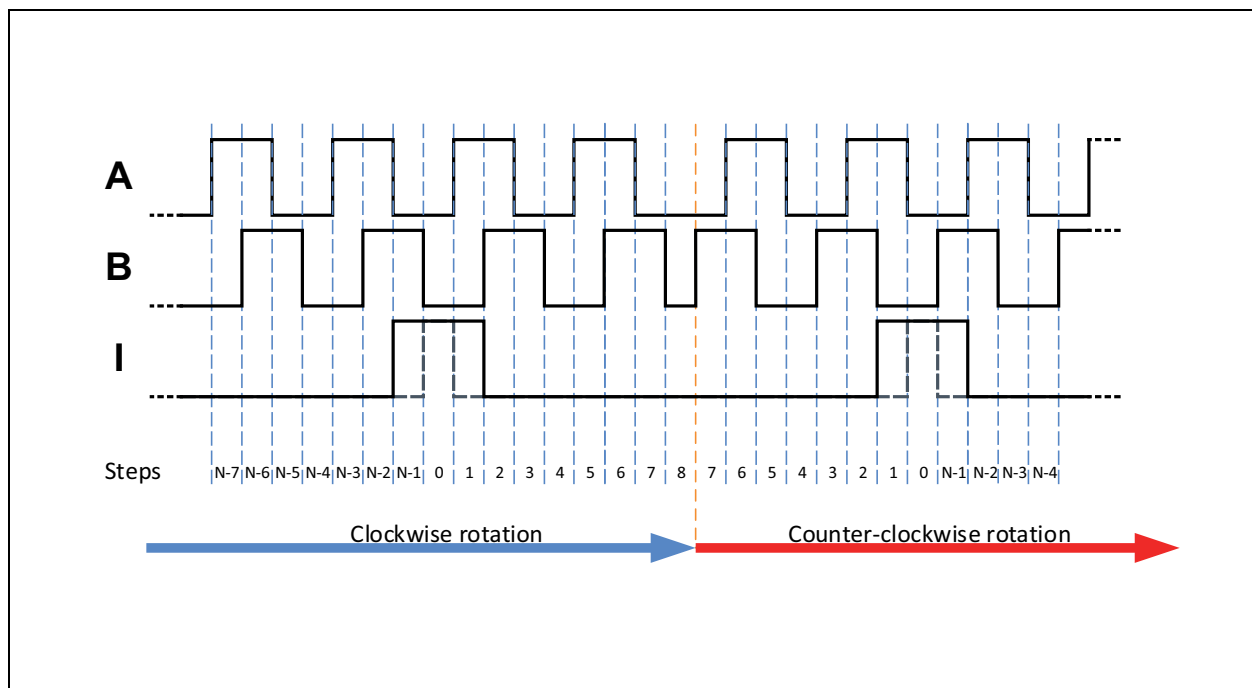 A
B
I
Steps N-7 N-6 N-5 N-4 N-3 N-2 N-1 0 1 2 3 4 5 6 7 8 7 6 5 4 3 2 1 0 N-1 N-2 N-3 N-4
Clockwise rotation Counter-clockwise rotation